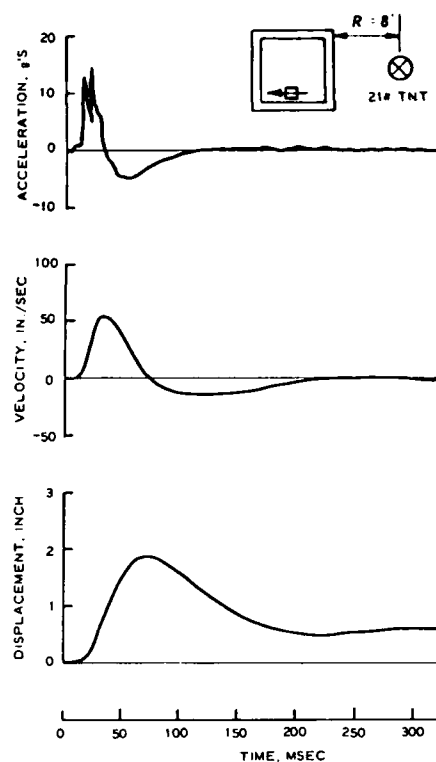 20
10
0
-10
ACCELERATION, g'S
R = 8'
21# TNT
100
50
0
-50
VELOCITY, IN./SEC
3
2
1
0
DISPLACEMENT, INCH
0 50 100 150 200 250 300
TIME, MSEC